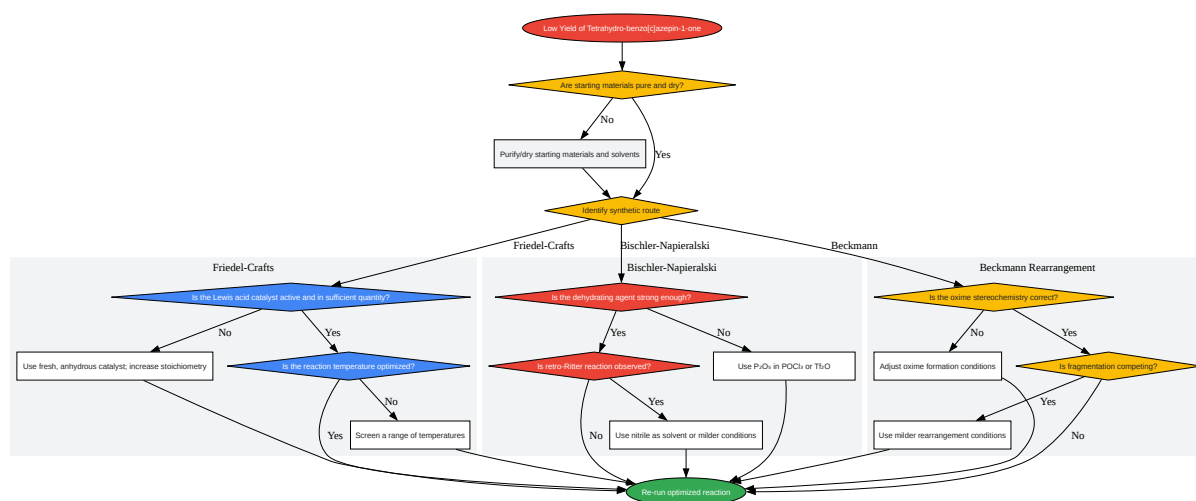 Low Yield of Tetrahydro-benzo[c]azepin-1-one
Are starting materials pure and dry?
No
Purify/dry starting materials and solvents
Yes
Identify synthetic route
Friedel-Crafts
Bischler-Napieralski
Beckmann
Friedel-Crafts
Bischler-Napieralski
Beckmann Rearrangement
Is the Lewis acid catalyst active and in sufficient quantity?
Is the dehydrating agent strong enough?
Is the oxime stereochemistry correct?
No
Yes
Yes
No
No
Yes
Use fresh, anhydrous catalyst; increase stoichiometry
Is the reaction temperature optimized?
Is retro-Ritter reaction observed?
Use P₂O₅ in POCl₃ or Tf₂O
Adjust oxime formation conditions
Is fragmentation competing?
No
Yes
Yes
Yes
Screen a range of temperatures
No
Use nitrile as solvent or milder conditions
Use milder rearrangement conditions
No
Re-run optimized reaction